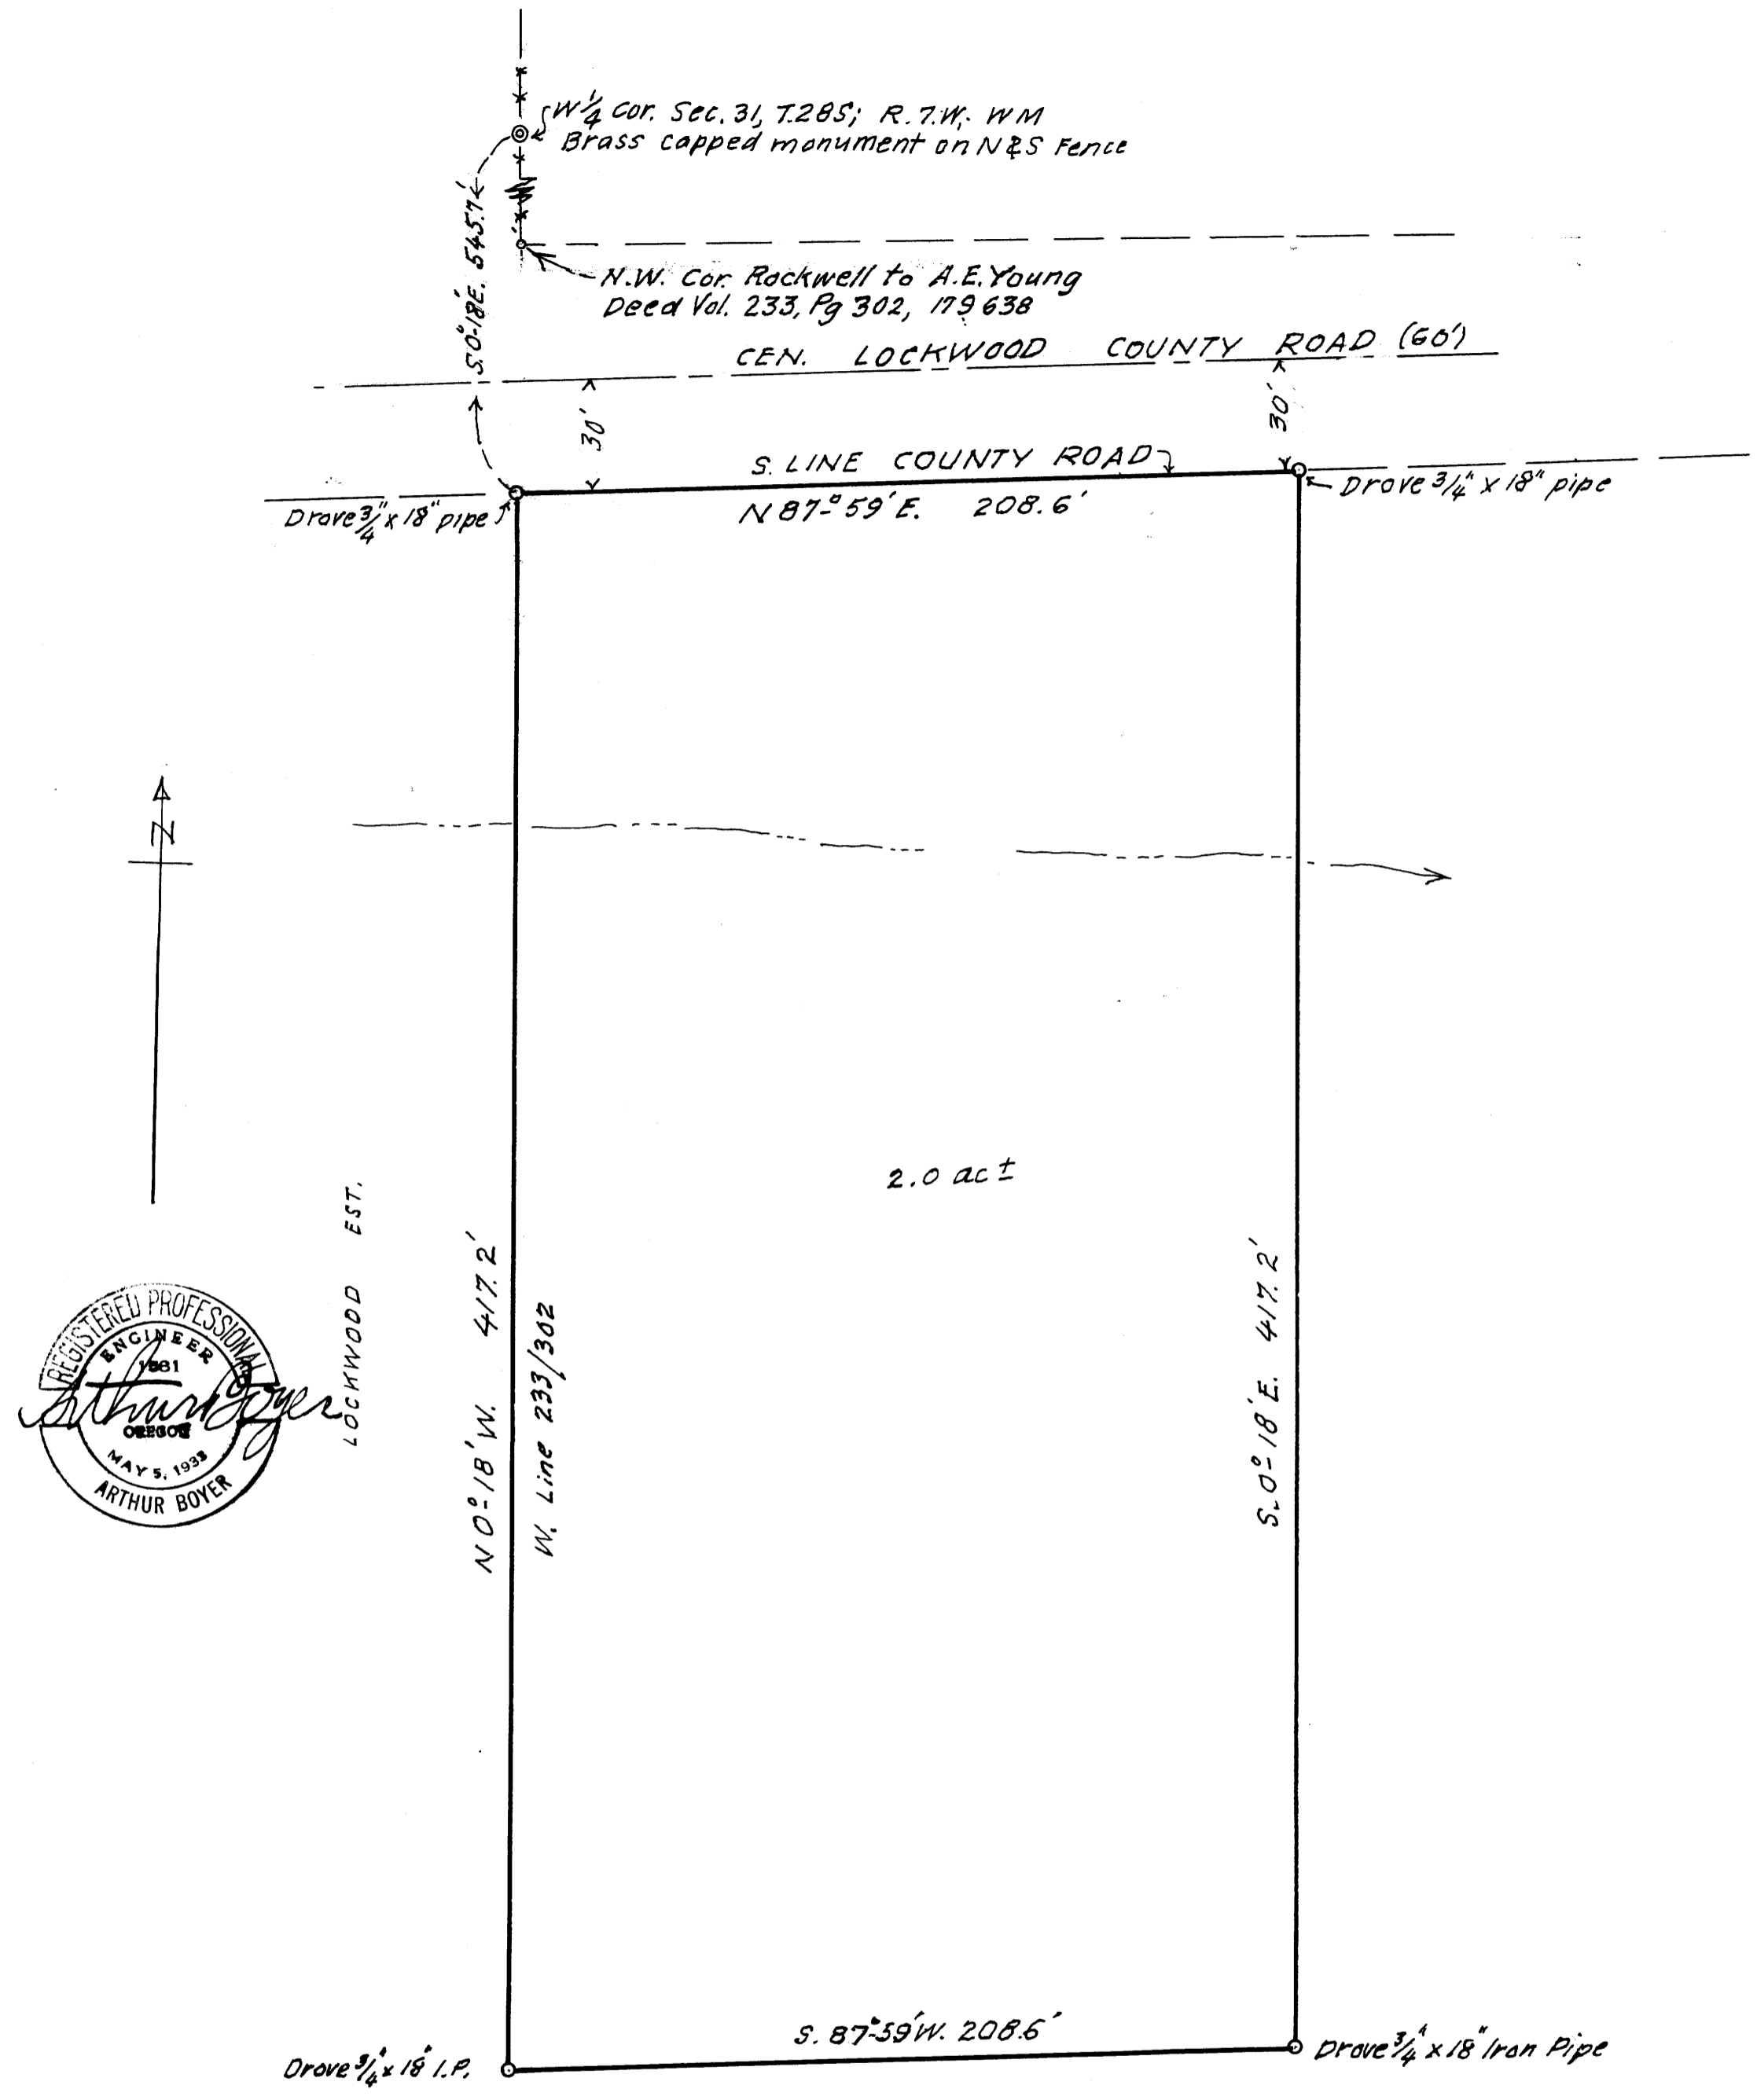 W 1/4 Cor. Sec. 31, T.28S; R.7.W; WM
Brass capped monument on N&S Fence
S.0°-18'E. 545.7'
N.W. Cor. Rockwell to A.E. Young
Deed Vol. 233, Pg 302, 179638
CEN. LOCKWOOD COUNTY ROAD (60')
30'
30'
S. LINE COUNTY ROAD
Drove 3/4" x 18" pipe
N 87°-59' E. 208.6'
Drove 3/4" x 18" pipe
N
2.0 ac ±
LOCKWOOD EST.
N 0°-18' W. 417.2'
W. Line 233/302
S. 0°-18' E. 417.2'
REGISTERED PROFESSIONAL
ENGINEER
Arthur Boyer
OREGON
MAY 5, 1933
ARTHUR BOYER
S. 87°-59' W. 208.6'
Drove 3/4" x 18" I.P.
Drove 3/4" x 18" Iron Pipe